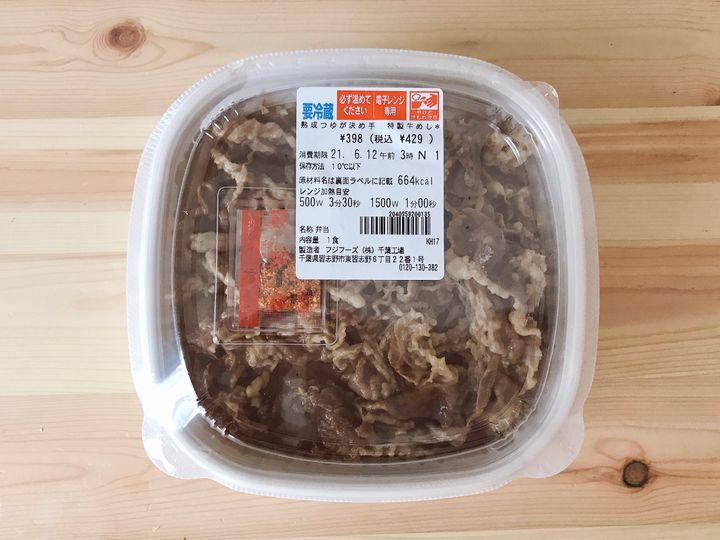 要冷蔵
必ず温めて
ください
電子レンジ
専用
熟成つゆが決め手 特製牛めし*
¥398 (税込 ¥429 )
消費期限 21. 6.12午前 3時 N 1
保存方法 10℃以下
原材料名は裏面ラベルに記載 664kcal
レンジ加熱目安
500W 3分30秒 1500W 1分00秒
2040959200135
名称 弁当
内容量 1食
KH17
製造者 フジフーズ(株)千葉工場
千葉県習志野市東習志野6丁目22番1号
0120-130-382